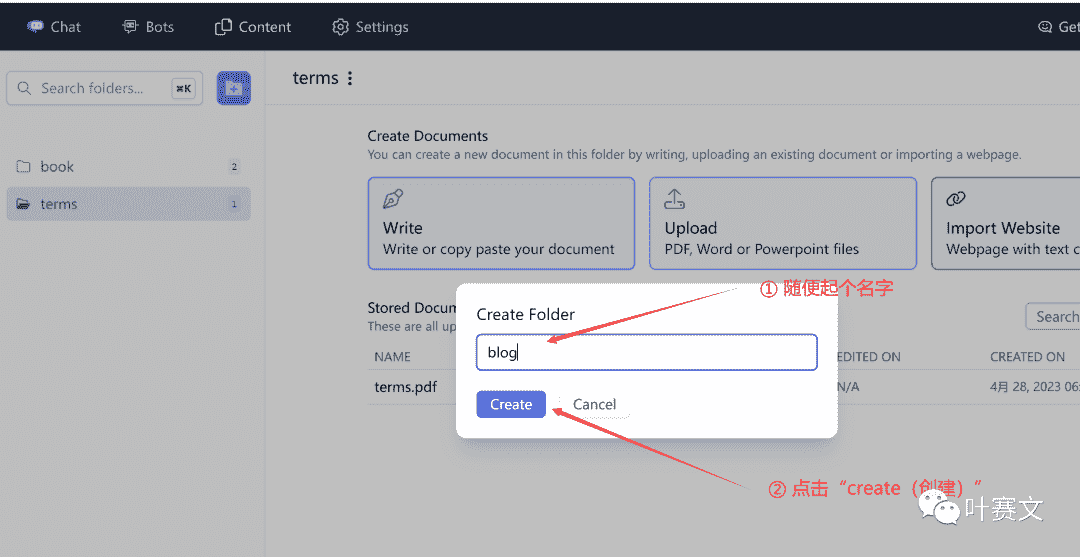 Chat
Bots
Content
Settings
Get
Search folders...
⌘K
terms
book
2
terms
1
Create Documents
You can create a new document in this folder by writing, uploading an existing document or importing a webpage.
Write
Write or copy paste your document
Upload
PDF, Word or Powerpoint files
Import Website
Webpage with text c
① 随便起个名字
Stored Docum
These are all up
Search
Create Folder
blog
NAME
EDITED ON
CREATED ON
terms.pdf
N/A
4月 28, 2023 06:
Create
Cancel
② 点击“create（创建）”
叶赛文